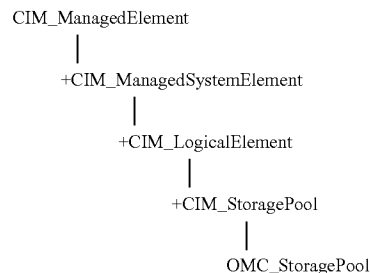 CIM_ManagedElement
+CIM_ManagedSystemElement
+CIM_LogicalElement
+CIM_StoragePool
OMC_StoragePool